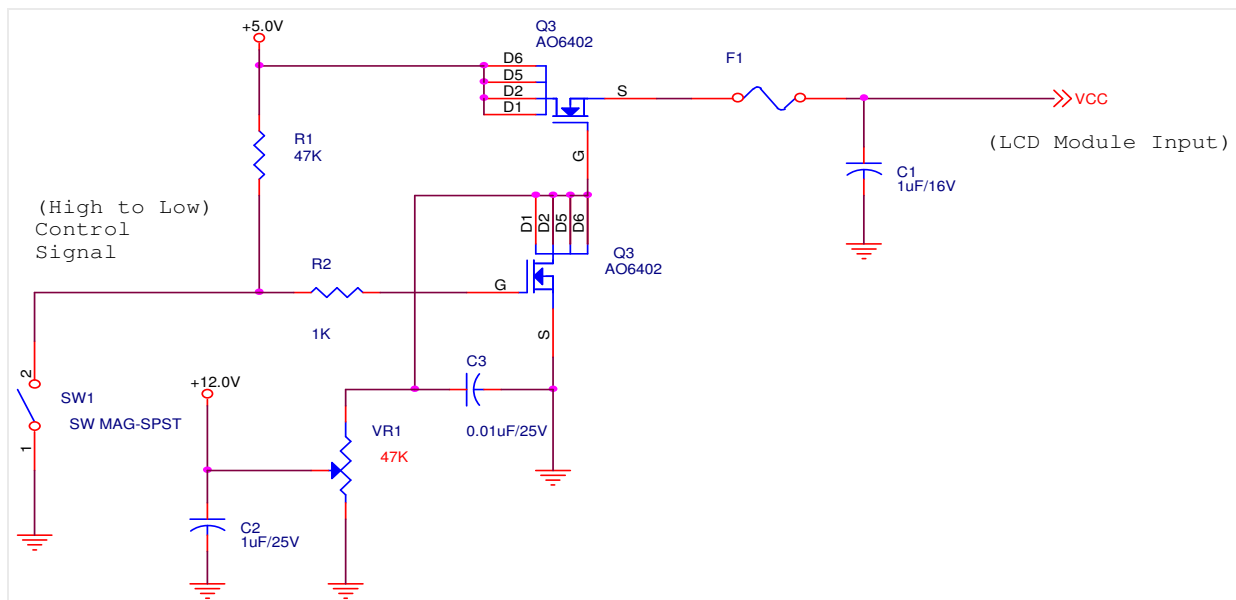 +5.0V
Q3
AO6402
D6
D5
D2
D1
S
G
F1
VCC
(LCD Module Input)
R1
47K
C1
1uF/16V
(High to Low)
Control
Signal
D1
D2
D5
D6
Q3
AO6402
R2
1K
G
S
C3
0.01uF/25V
+12.0V
2
SW1
SW MAG-SPST
1
VR1
47K
C2
1uF/25V